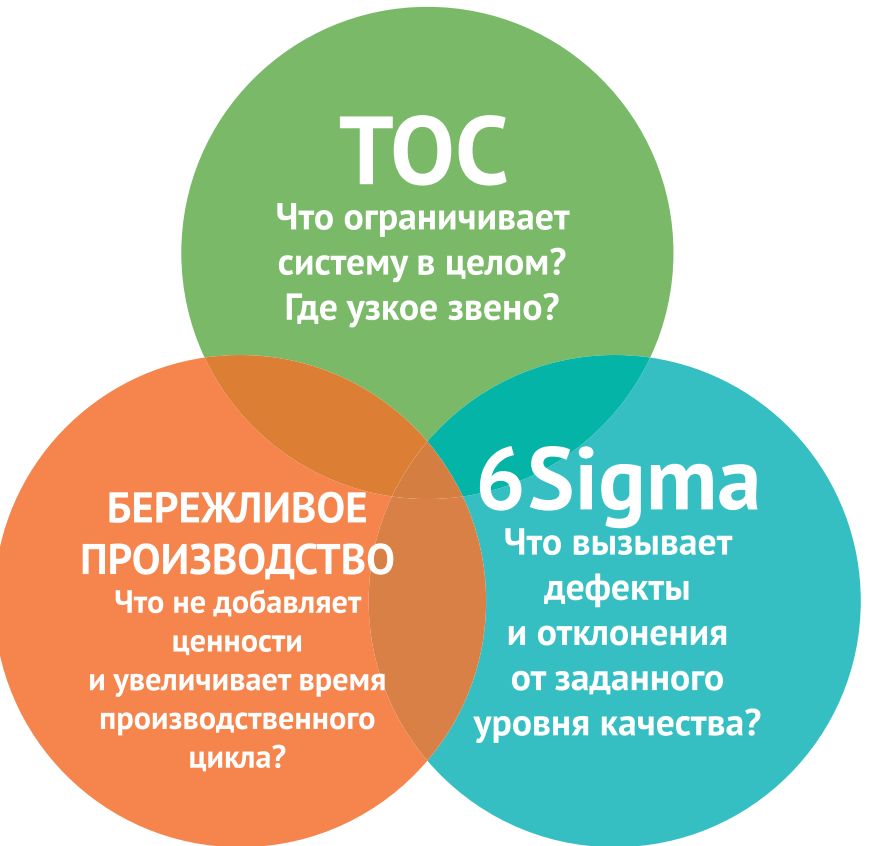 ТОС
Что ограничивает
систему в целом?
Где узкое звено?
БЕРЕЖЛИВОЕ
ПРОИЗВОДСТВО
Что не добавляет
ценности
и увеличивает время
производственного
цикла?
6Sigma
Что вызывает
дефекты
и отклонения
от заданного
уровня качества?